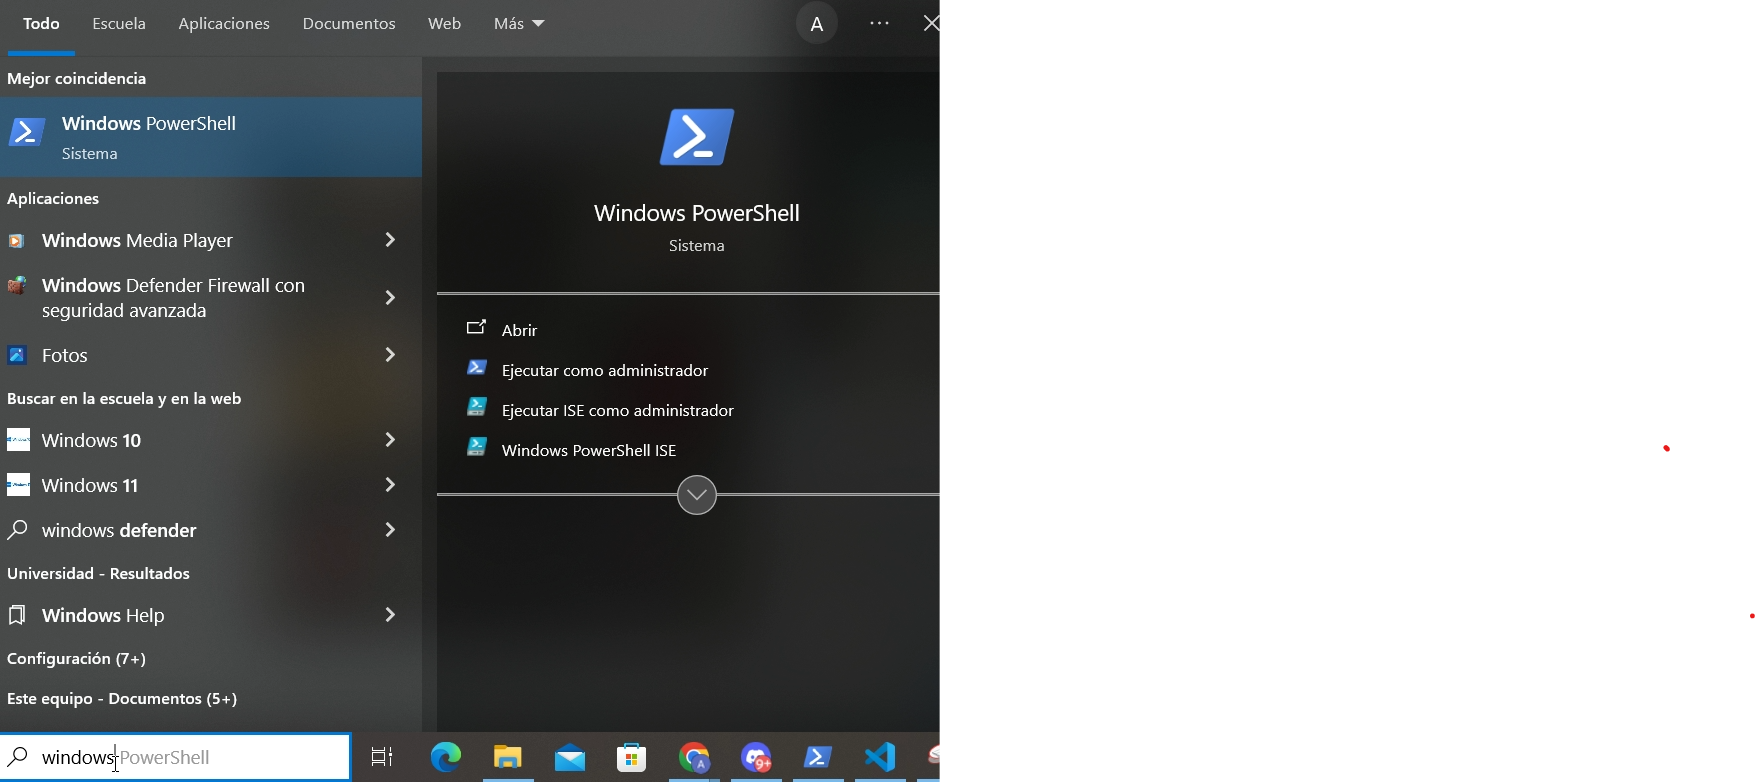 Todo Escuela Aplicaciones Documentos Web Más A
Mejor coincidencia
Windows PowerShell
Sistema
Aplicaciones
Windows Media Player
Windows Defender Firewall con
seguridad avanzada
Fotos
Buscar en la escuela y en la web
Windows 10
Windows 11
windows defender
Universidad - Resultados
Windows Help
Configuración (7+)
Este equipo - Documentos (5+)
Windows PowerShell
Sistema
Abrir
Ejecutar como administrador
Ejecutar ISE como administrador
Windows PowerShell ISE
windows PowerShell
A
9+